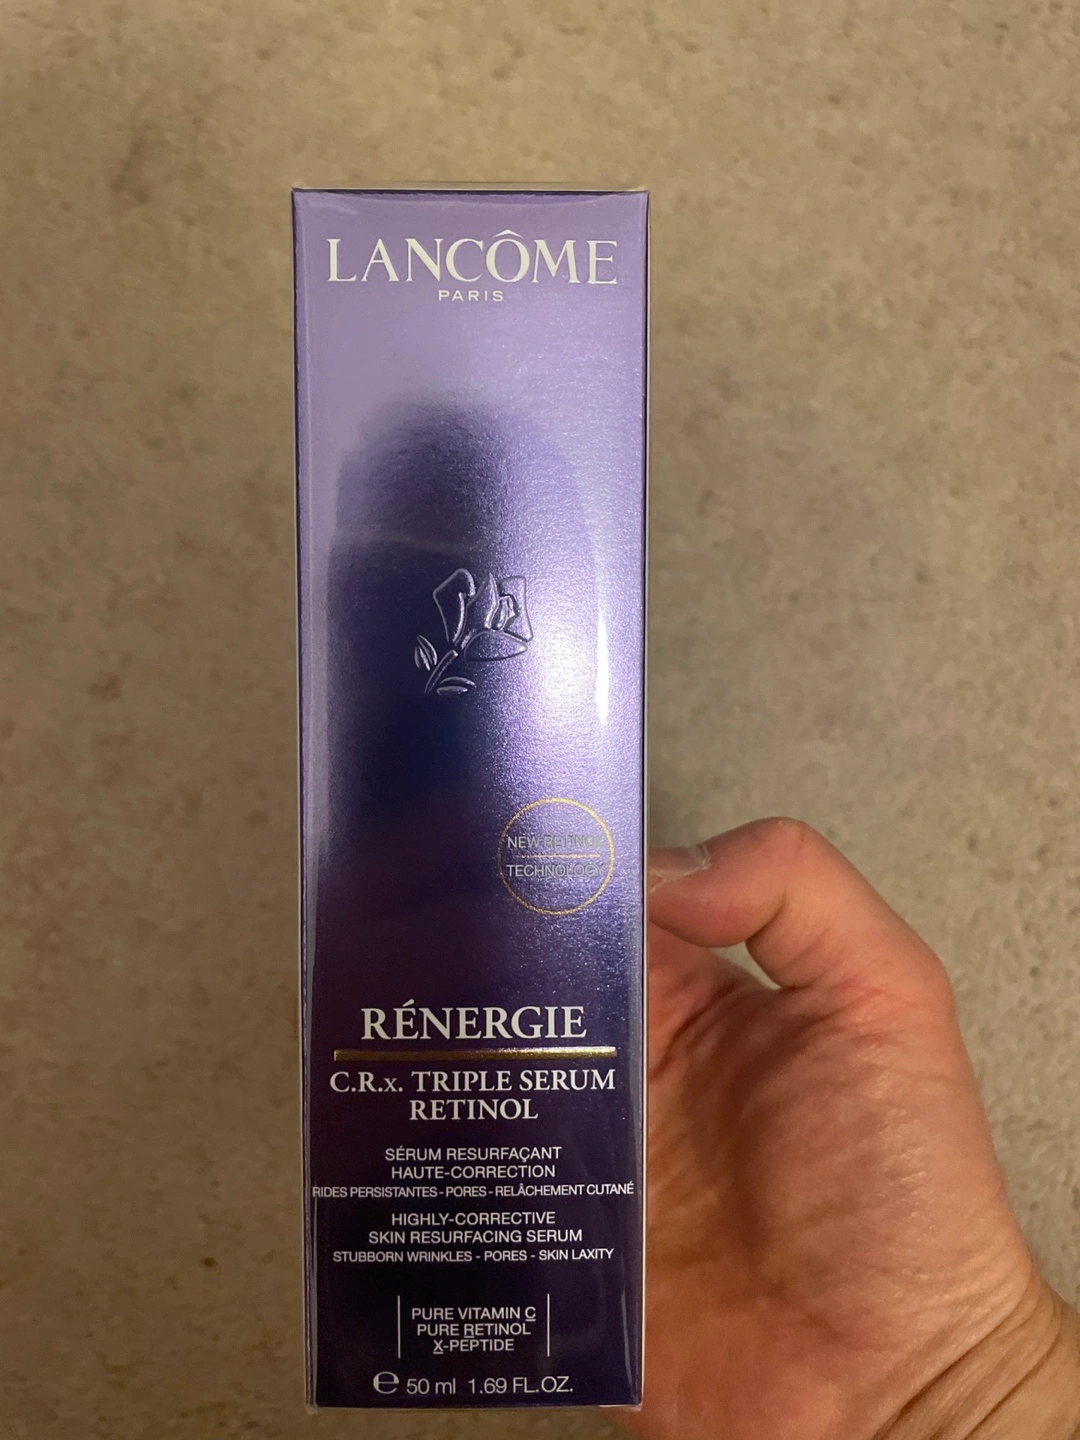 LANCÔME
PARIS
NEW RETINOL
TECHNOLOGY
RÉNERGIE
C.R.x. TRIPLE SERUM
RETINOL
SÉRUM RESURFAÇANT
HAUTE-CORRECTION
RIDES PERSISTANTES - PORES - RELÂCHEMENT CUTANÉ
HIGHLY-CORRECTIVE
SKIN RESURFACING SERUM
STUBBORN WRINKLES - PORES - SKIN LAXITY
PURE VITAMIN C
PURE RETINOL
X-PEPTIDE
℮ 50 ml 1.69 FL.OZ.